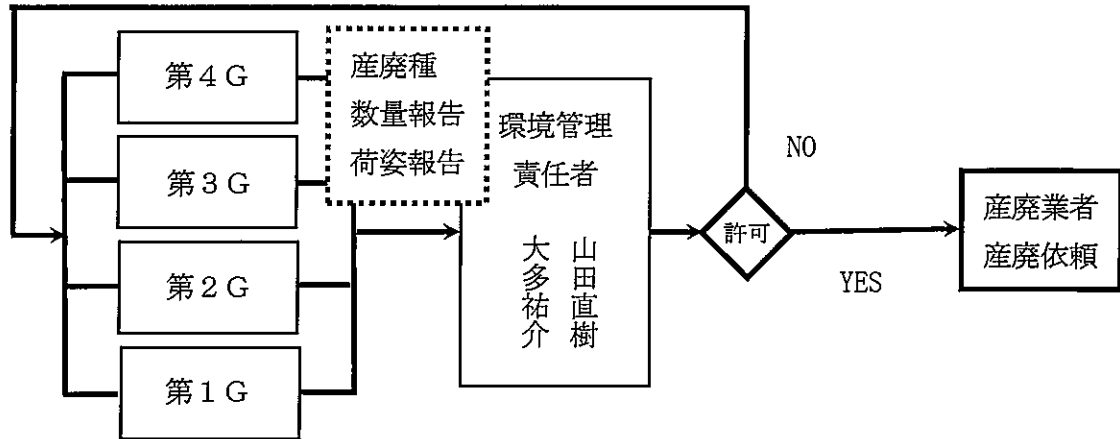 第４Ｇ
第３Ｇ
第２Ｇ
第１Ｇ
産廃種
数量報告
荷姿報告
環境管理
責任者
山田直樹
大多祐介
許可
NO
YES
産廃業者
産廃依頼